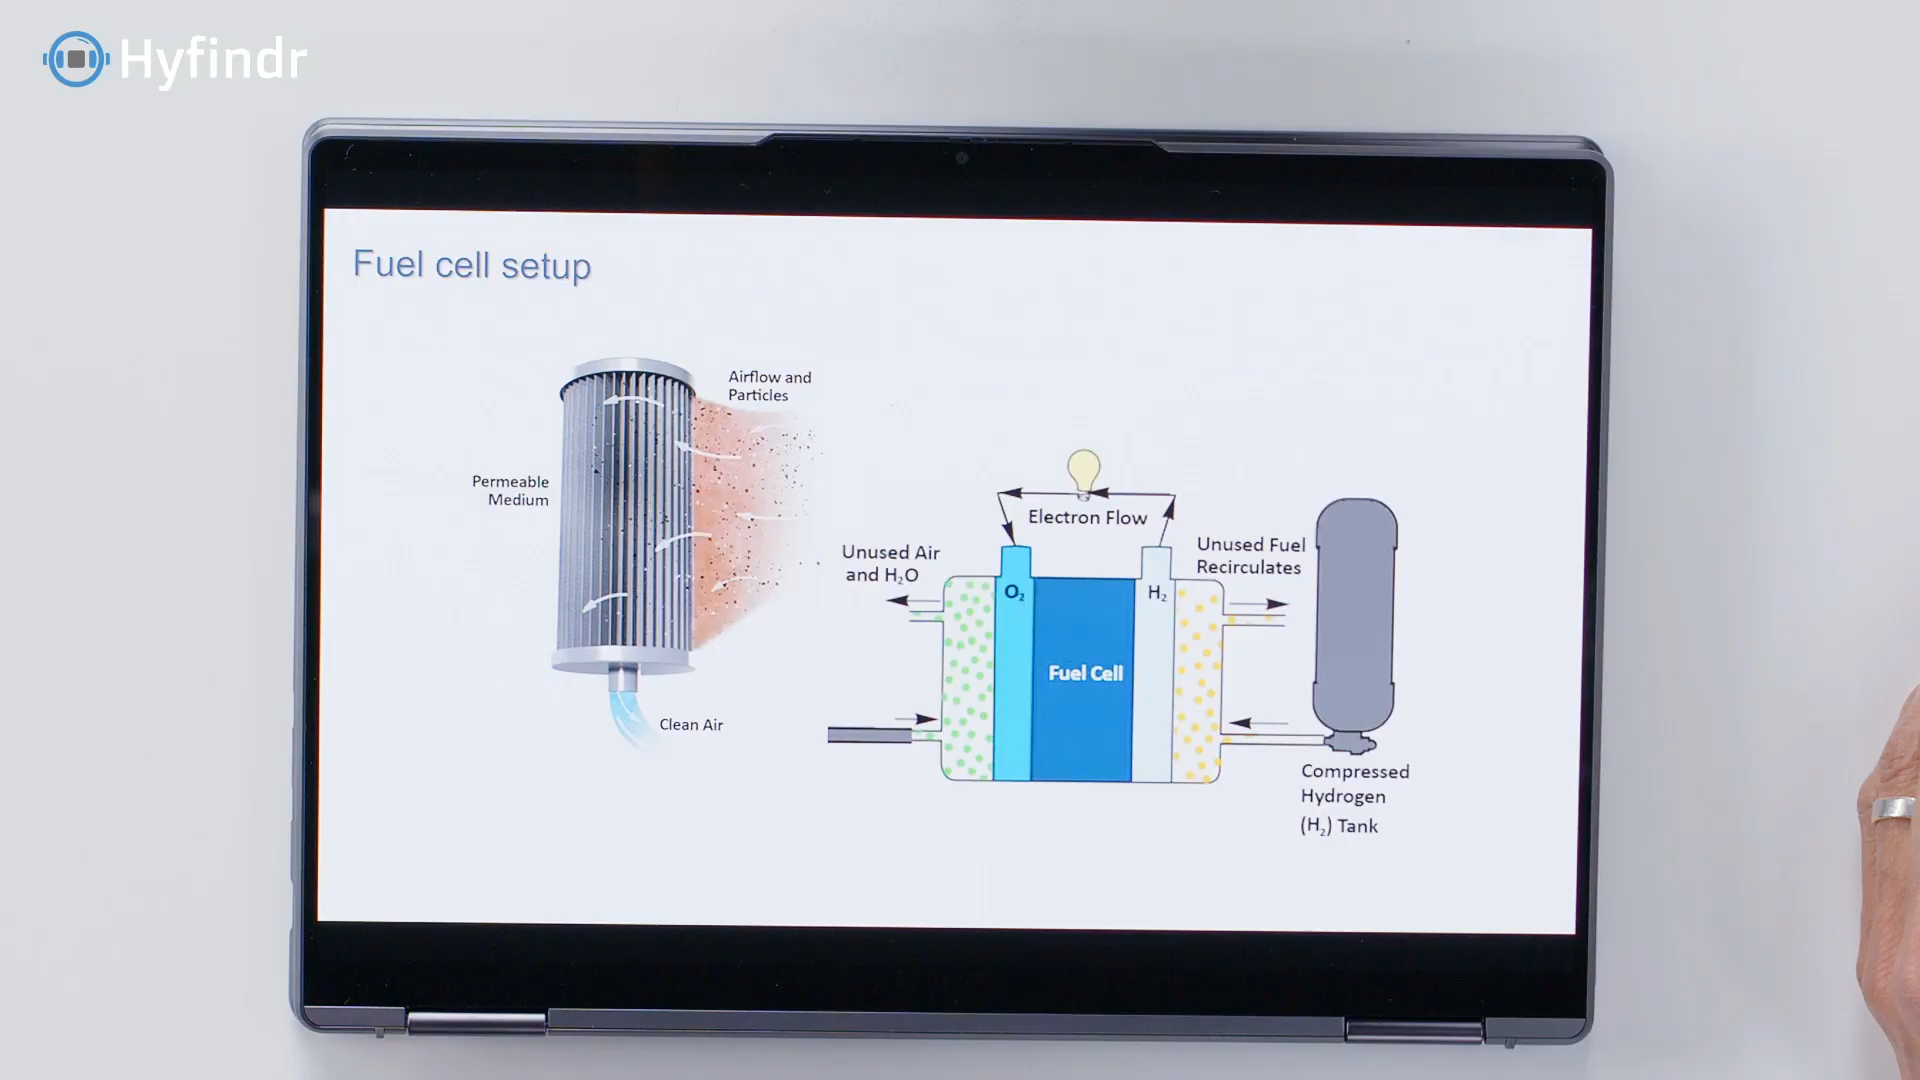 Hyfindr
Fuel cell setup
Airflow and
Particles
Permeable
Medium
Clean Air
Electron Flow
Unused Air
and H₂O
Unused Fuel
Recirculates
O₂
H₂
Fuel Cell
Compressed
Hydrogen
(H₂) Tank